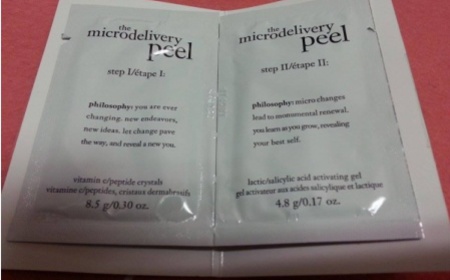 the
microdelivery
peel
step I/étape I:
philosophy: you are ever
changing. new endeavors,
new ideas. let change pave
the way, and reveal a new you.
vitamin c/peptide crystals
vitamine c/peptides, cristaux dermabrasifs
8.5 g/0.30 oz.
the
microdelivery
peel
step II/étape II:
philosophy: micro changes
lead to monumental renewal.
you learn as you grow, revealing
your best self.
lactic/salicylic acid activating gel
gel activateur aux acides salicylique et lactique
4.8 g/0.17 oz.